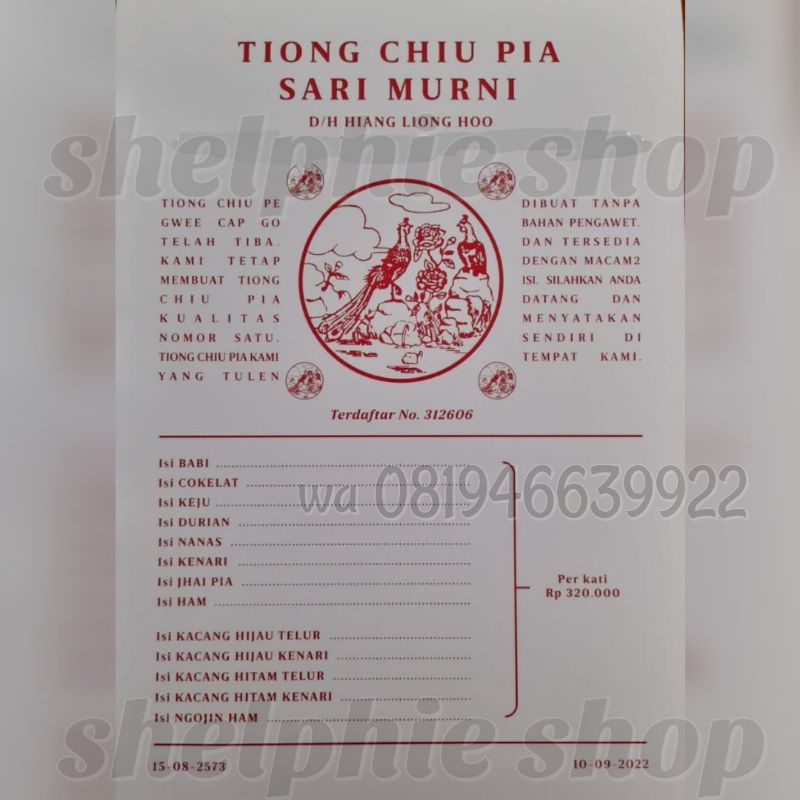 TIONG CHIU PIA
SARI MURNI
D/H HIANG LIONG HOO
shelphie shop
TIONG CHIU PE
GWEE CAP GO
TELAH TIBA.
KAMI TETAP
MEMBUAT TIONG
CHIU PIA
KUALITAS
NOMOR SATU.
TIONG CHIU PIA KAMI
YANG TULEN
DIBUAT TANPA
BAHAN PENGAWET.
DAN TERSEDIA
DENGAN MACAM2
ISI. SILAHKAN ANDA
DATANG DAN
MENYATAKAN
SENDIRI DI
TEMPAT KAMI.
Terdaftar No. 312606
Isi BABI
Isi COKELAT
Isi KEJU
Isi DURIAN
Isi NANAS
Isi KENARI
Isi JHAI PIA
Isi HAM
wa 081946639922
Per kati
Rp 320.000
Isi KACANG HIJAU TELUR
Isi KACANG HIJAU KENARI
Isi KACANG HITAM TELUR
Isi KACANG HITAM KENARI
Isi NGOJIN HAM
shelphie shop
15-08-2573
10-09-2022